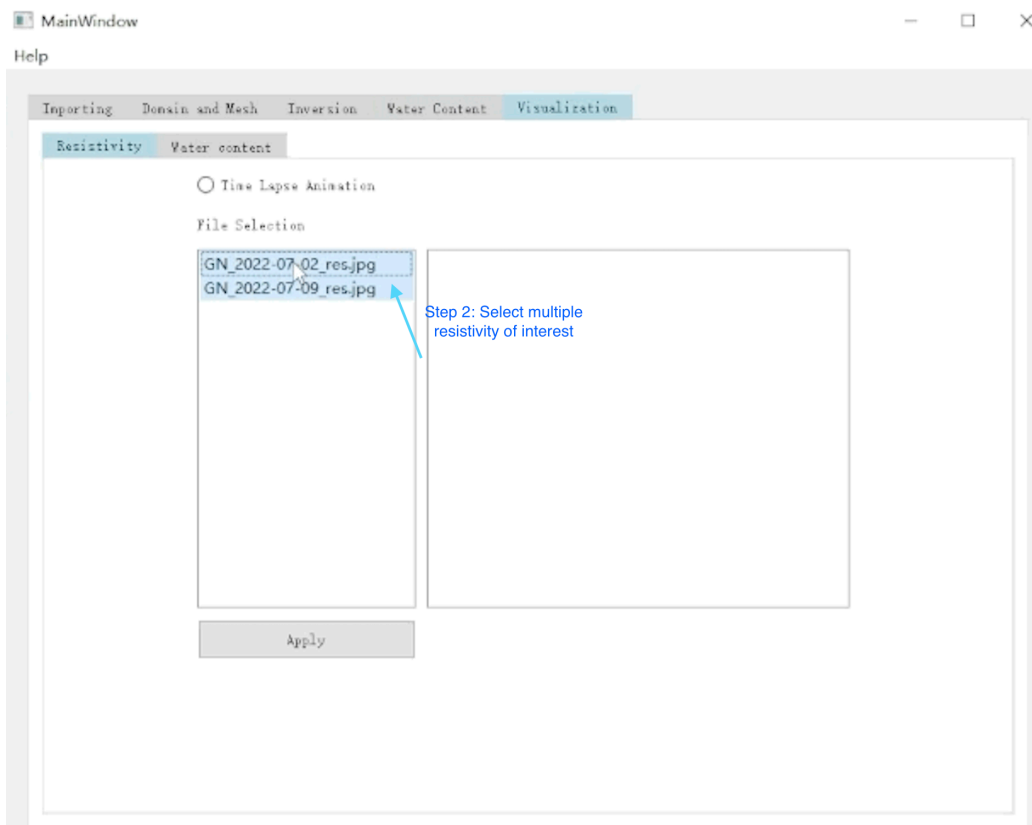 MainWindow
Help
Importing Domain and Mesh Inversion Water Content Visualization
Resistivity Water content
Time Lapse Animation
File Selection
GN_2022-07-02_res.jpg
GN_2022-07-09_res.jpg
Step 2: Select multiple
resistivity of interest
Apply